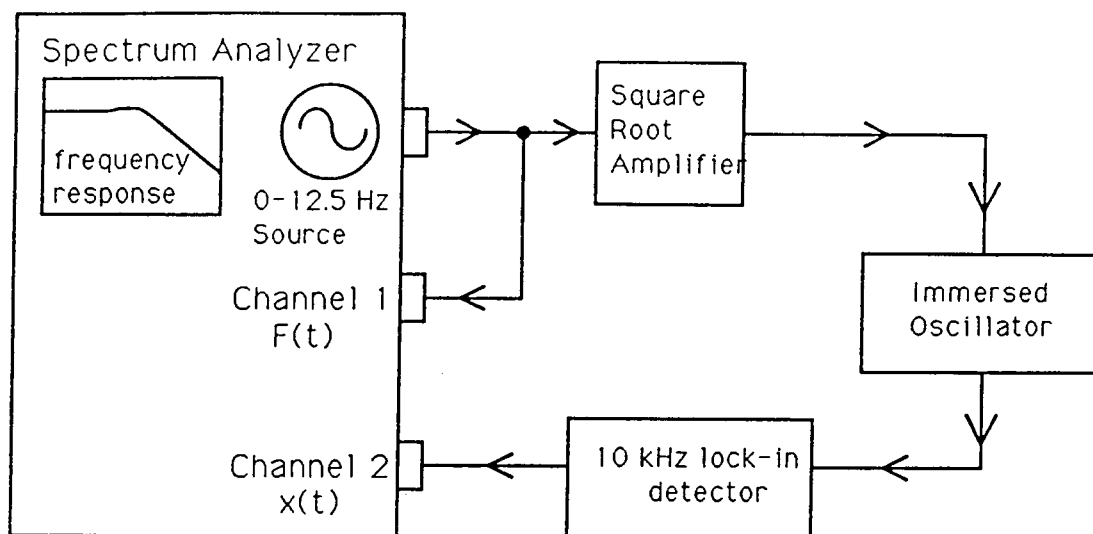 Spectrum Analyzer
frequency
response
0-12.5 Hz
Source
Channel 1
F(t)
Channel 2
x(t)
Square
Root
Amplifier
Immersed
Oscillator
10 kHz lock-in
detector